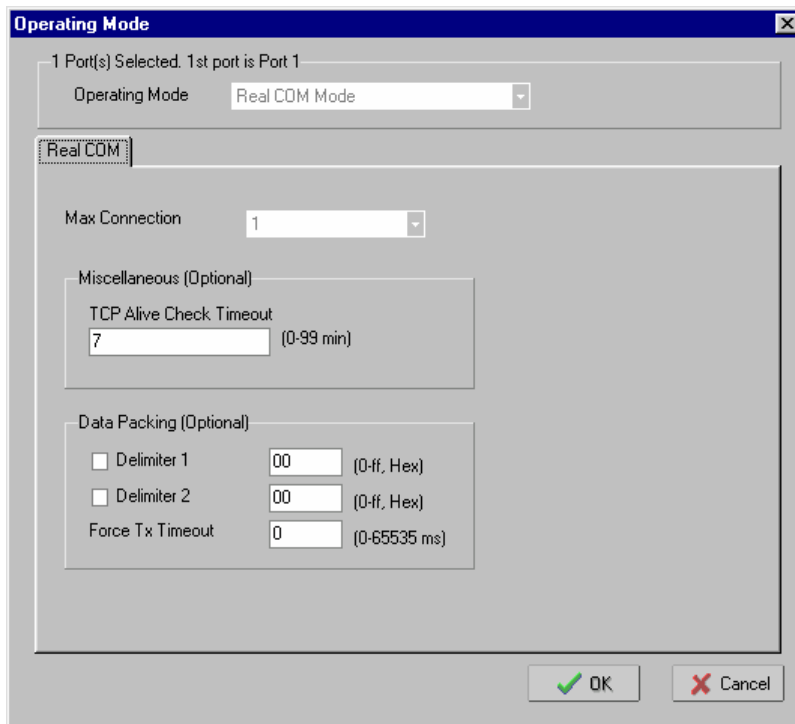 Operating Mode
1 Port(s) Selected. 1st port is Port 1
Operating Mode Real COM Mode
Real COM
Max Connection 1
Miscellaneous (Optional)
TCP Alive Check Timeout
7 (0-99 min)
Data Packing (Optional)
Delimiter 1 00 (0-ff, Hex)
Delimiter 2 00 (0-ff, Hex)
Force Tx Timeout 0 (0-65535 ms)
OK Cancel